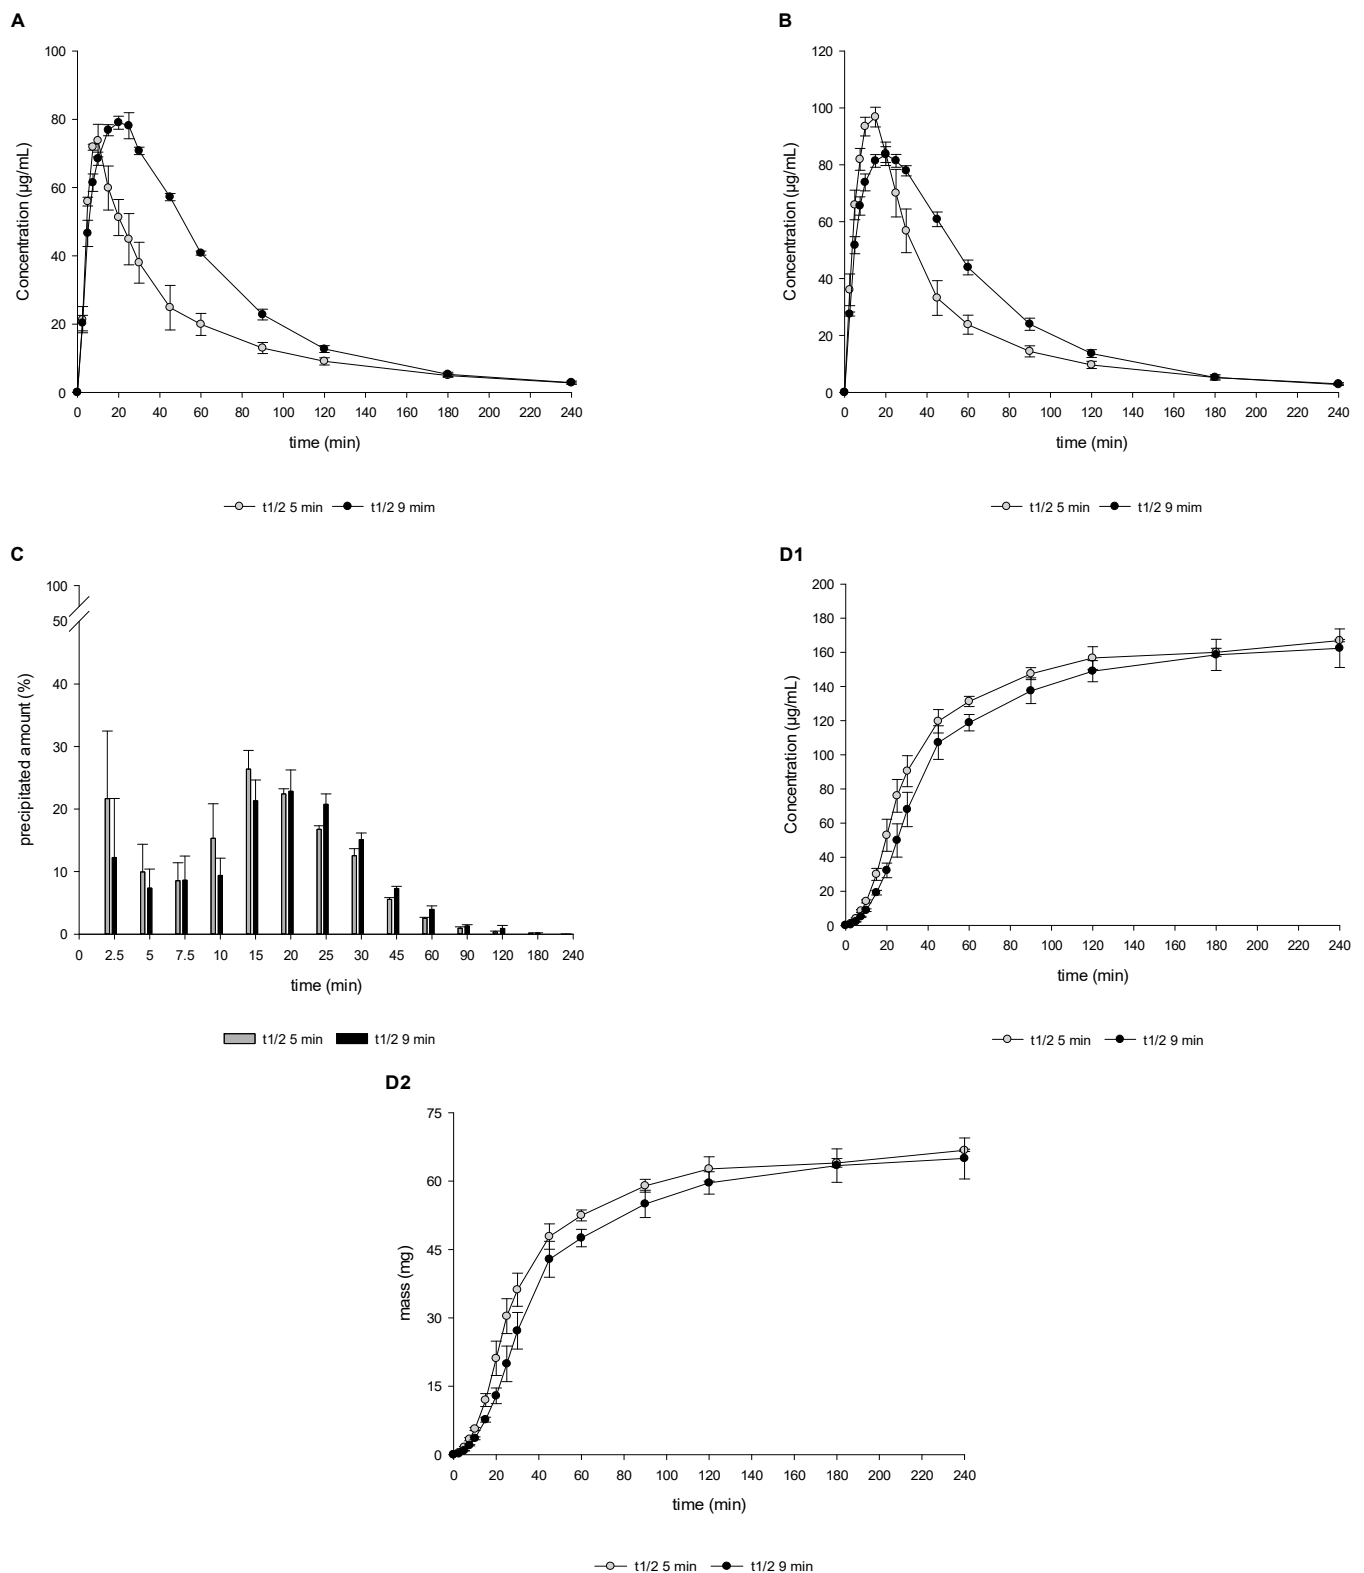 A
100
80
60
40
20
0
Concentration (µg/mL)
0 20 40 60 80 100 120 140 160 180 200 220 240
time (min)
t1/2 5 min t1/2 9 mim
B
120
100
80
60
40
20
0
Concentration (µg/mL)
0 20 40 60 80 100 120 140 160 180 200 220 240
time (min)
t1/2 5 min t1/2 9 mim
C
100
50
40
30
20
10
0
precipitated amount (%)
0 2.5 5 7.5 10 15 20 25 30 45 60 90 120 180 240
time (min)
t1/2 5 min t1/2 9 min
D1
200
180
160
140
120
100
80
60
40
20
0
Concentration (µg/mL)
0 20 40 60 80 100 120 140 160 180 200 220 240
time (min)
t1/2 5 min t1/2 9 min
D2
75
60
45
30
15
0
mass (mg)
0 20 40 60 80 100 120 140 160 180 200 220 240
time (min)
t1/2 5 min t1/2 9 min